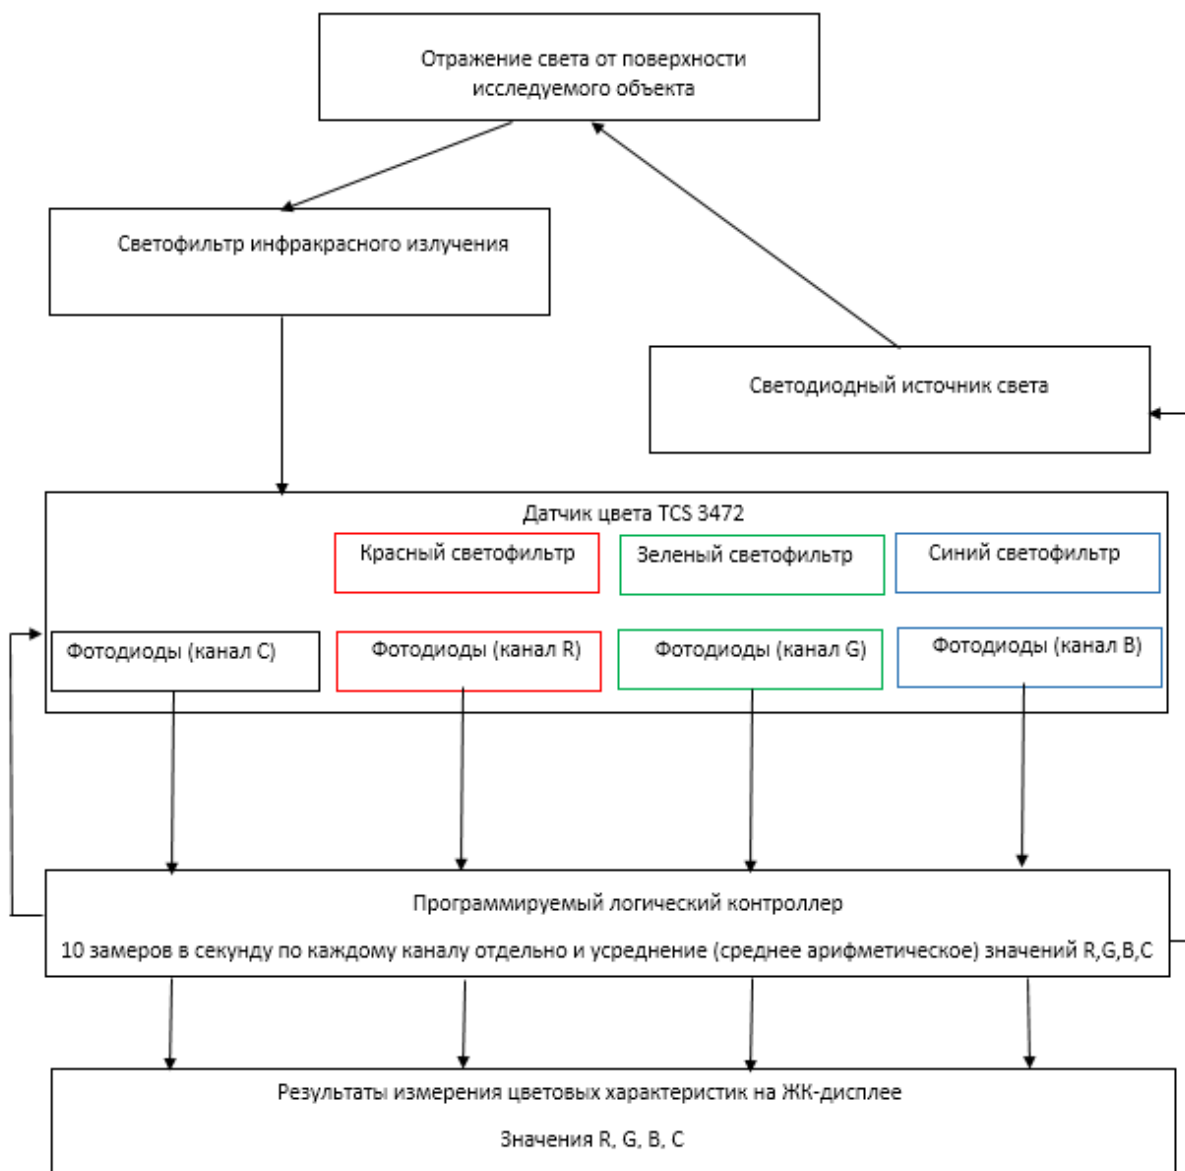 Отражение света от поверхности
исследуемого объекта
Светофильтр инфракрасного излучения
Светодиодный источник света
Датчик цвета TCS 3472
Красный светофильтр
Зеленый светофильтр
Синий светофильтр
Фотодиоды (канал C)
Фотодиоды (канал R)
Фотодиоды (канал G)
Фотодиоды (канал B)
Программируемый логический контроллер
10 замеров в секунду по каждому каналу отдельно и усреднение (среднее арифметическое) значений R,G,B,C
Результаты измерения цветовых характеристик на ЖК-дисплее
Значения R, G, B, C